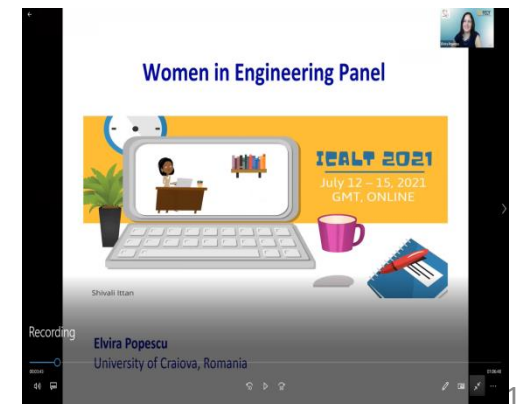 Women in Engineering Panel
ICALT 2021
July 12 – 15, 2021
GMT, ONLINE
Shivali Ittan
Recording
Elvira Popescu
University of Craiova, Romania
1